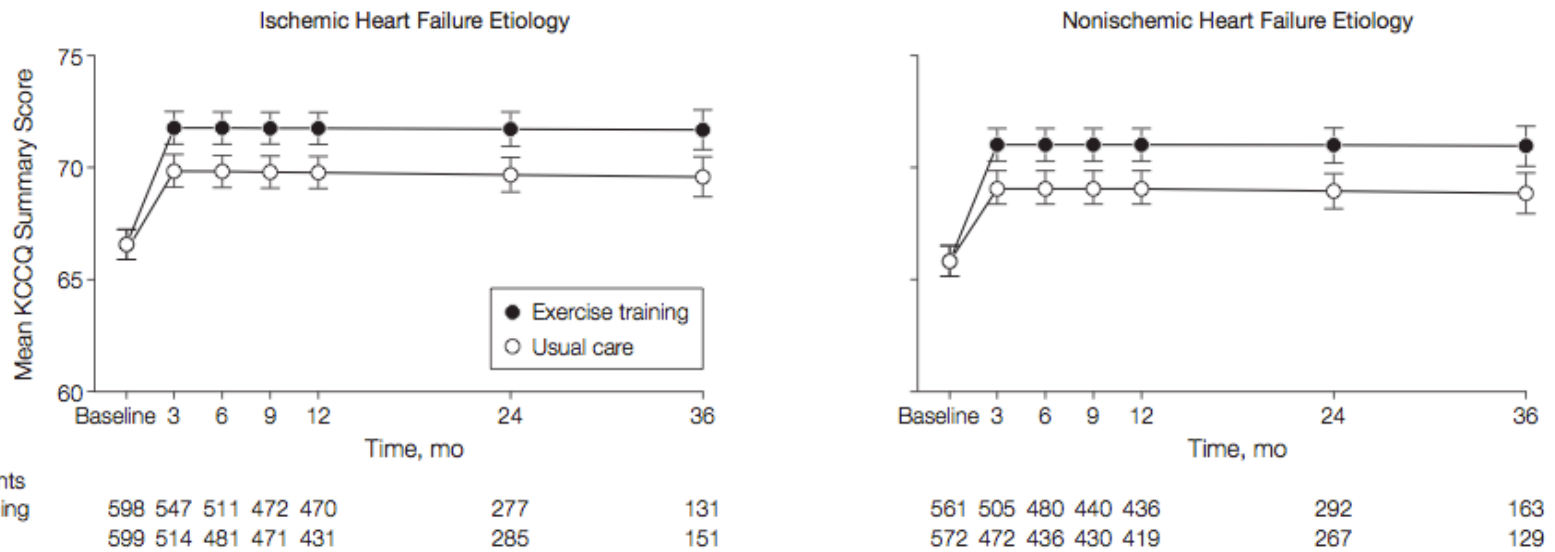 Ischemic Heart Failure Etiology
Nonischemic Heart Failure Etiology
Mean KCCQ Summary Score
75
70
65
60
Exercise training
Usual care
Baseline 3 6 9 12 24 36
Time, mo
Baseline 3 6 9 12 24 36
Time, mo
nts
ing 598 547 511 472 470 277 131 561 505 480 440 436 292 163
599 514 481 471 431 285 151 572 472 436 430 419 267 129